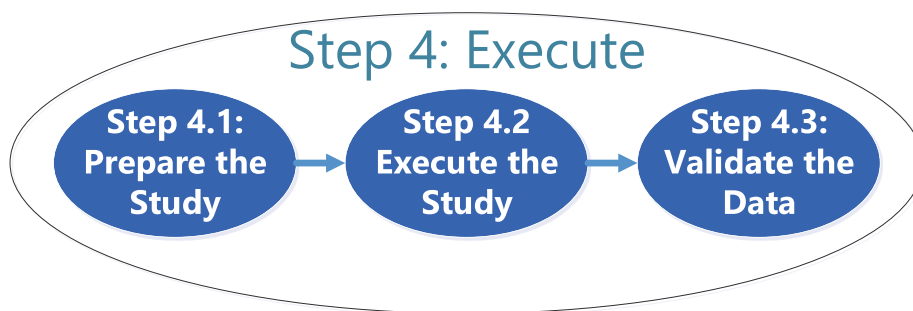 Step 4: Execute
Step 4.1:
Prepare the
Study
Step 4.2
Execute the
Study
Step 4.3:
Validate the
Data